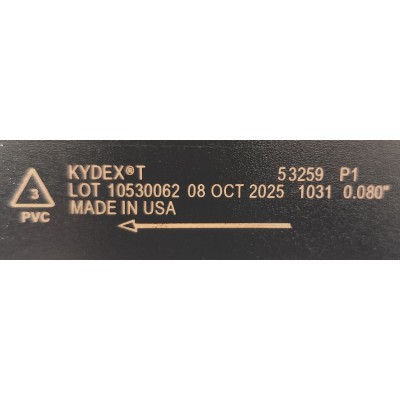 KYDEX® T 53259 P1
LOT 10530062 08 OCT 2025 1031 0.080"
MADE IN USA
3
PVC